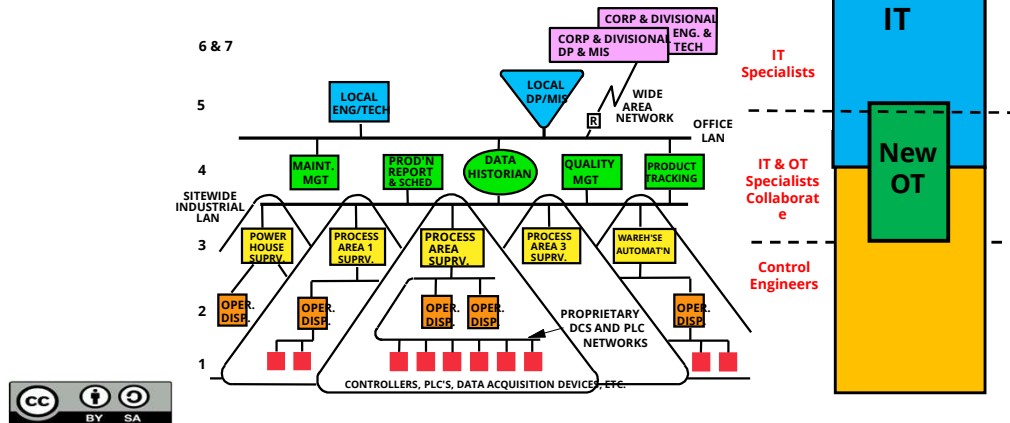 CORP & DIVISIONAL
ENG. &
TECH
CORP & DIVISIONAL
DP & MIS
6 & 7
LOCAL
ENG/TECH
LOCAL
DP/MIS
5
WIDE
AREA
NETWORK
R
OFFICE
LAN
MAINT.
MGT
PROD'N
REPORT
& SCHED
DATA
HISTORIAN
QUALITY
MGT
PRODUCT
TRACKING
4
SITEWIDE
INDUSTRIAL
LAN
POWER
HOUSE
SUPRV.
PROCESS
AREA 1
SUPRV.
PROCESS
AREA
SUPRV.
PROCESS
AREA 3
SUPRV.
WAREH'SE
AUTOMAT'N
3
OPER.
DISP.
OPER.
DISP.
OPER.
DISP.
OPER.
DISP.
OPER.
DISP.
2
PROPRIETARY
DCS AND PLC
NETWORKS
1
CONTROLLERS, PLC'S, DATA ACQUISITION DEVICES, ETC.
IT
IT
Specialists
New
OT
IT & OT
Specialists
Collaborat
e
Control
Engineers
cc
BY SA